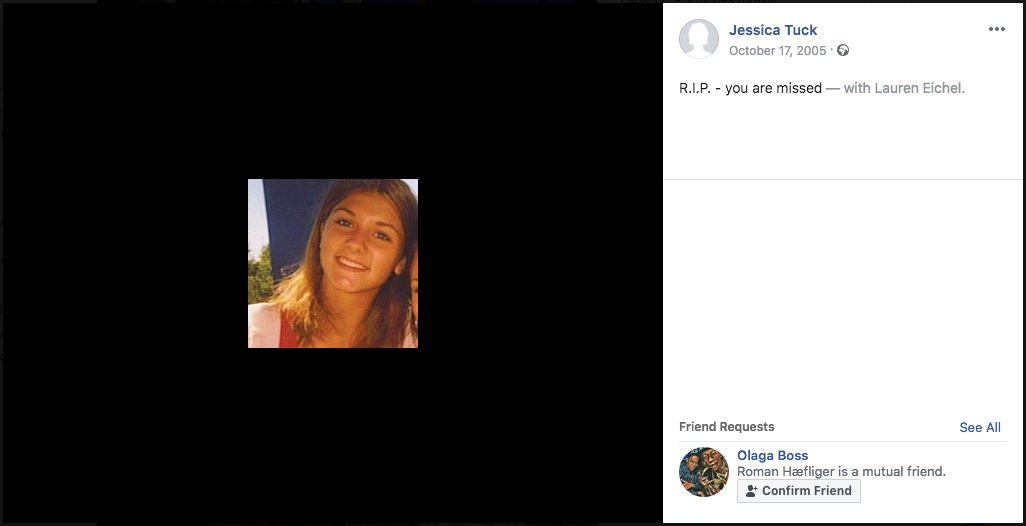 Jessica Tuck
October 17, 2005 ·
R.I.P. - you are missed — with Lauren Eichel.
Friend Requests See All
Olaga Boss
Roman Hæfliger is a mutual friend.
Confirm Friend